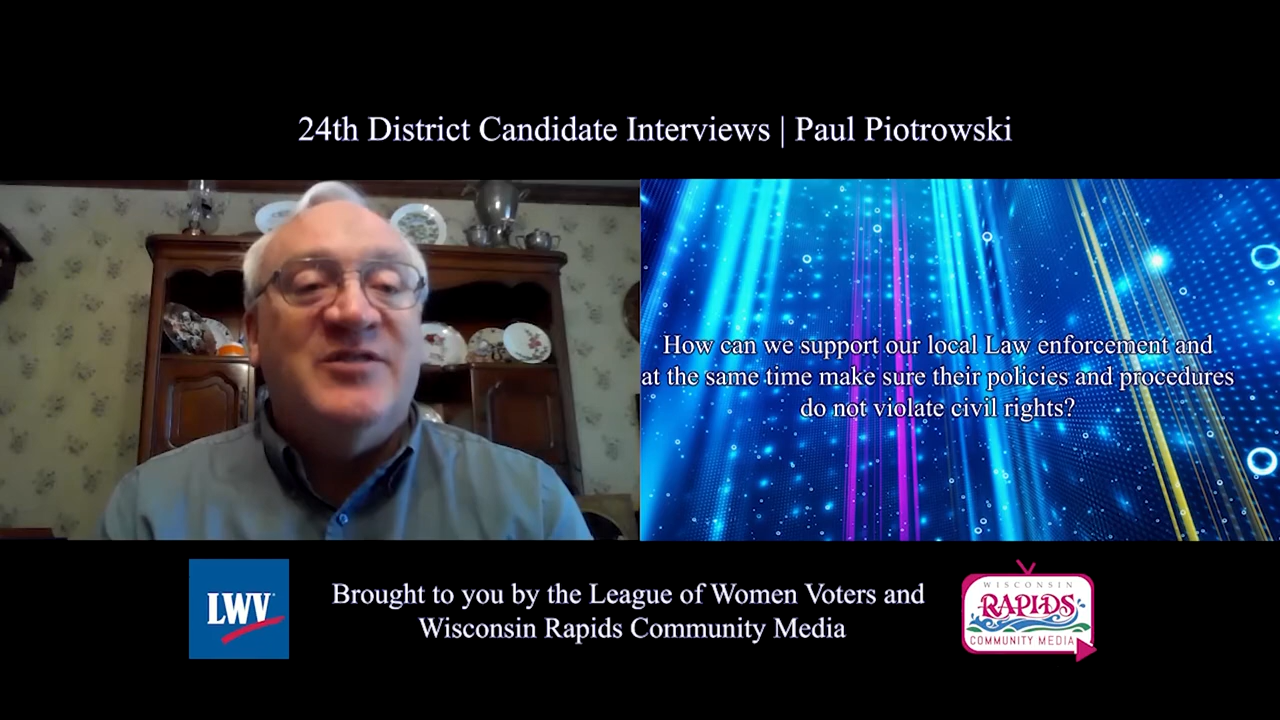 24th District Candidate Interviews | Paul Piotrowski
How can we support our local Law enforcement and
at the same time make sure their policies and procedures
do not violate civil rights?
LWV
Brought to you by the League of Women Voters and
Wisconsin Rapids Community Media
WISCONSIN
RAPIDS
COMMUNITY MEDIA